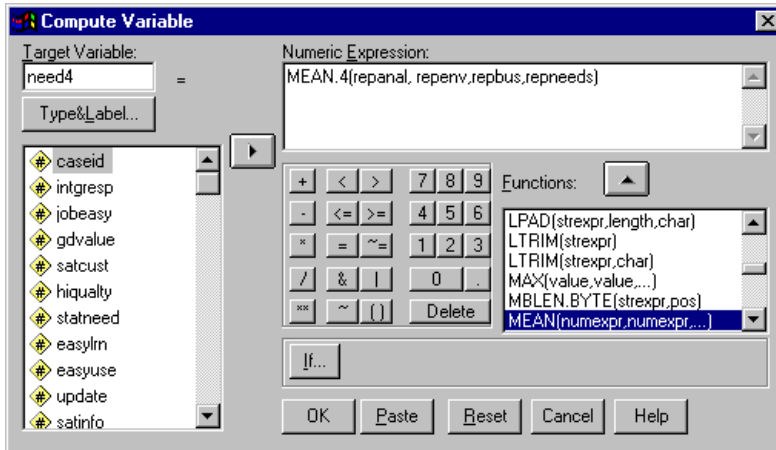 Compute Variable
Target Variable:
need4
=
Type&Label...
Numeric Expression:
MEAN.4(repanal, repenv,repbus,repneeds)
caseid
intgresp
jobeasy
gdvalue
satcust
hiqualty
statneed
easylrn
easyuse
update
satinfo
+ < > 7 8 9
- <= >= 4 5 6
* = ~= 1 2 3
/ & | 0 .
** ~ () Delete
Functions:
LPAD(strexpr,length,char)
LTRIM(strexpr)
LTRIM(strexpr,char)
MAX(value,value,...)
MBLEN.BYTE(strexpr,pos)
MEAN(numexpr,numexpr,...)
If...
OK Paste Reset Cancel Help